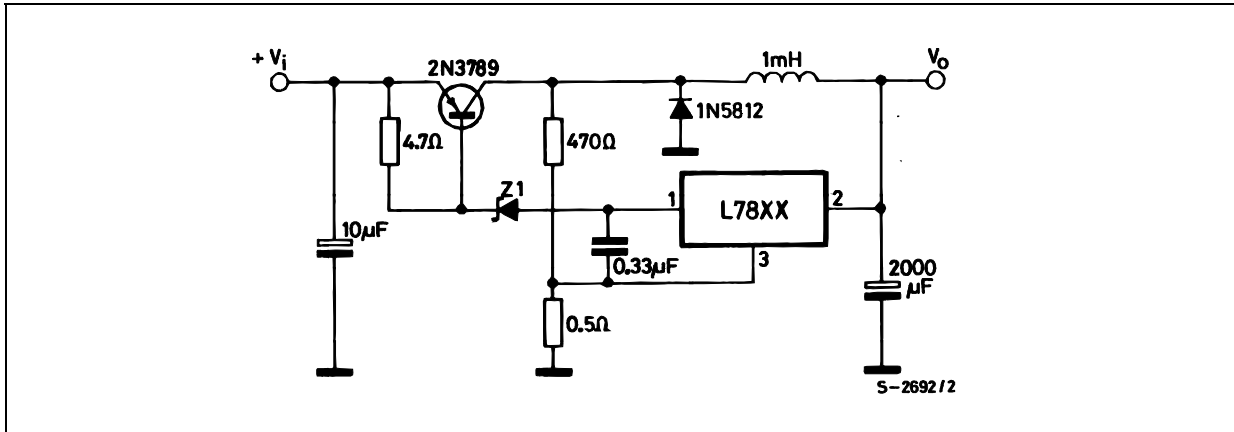 + Vi
2N3789
1mH
Vo
4.7Ω
470Ω
1N5812
Z1
1
L78XX
2
10µF
0.33µF
3
2000
µF
0.5Ω
S-2692/2